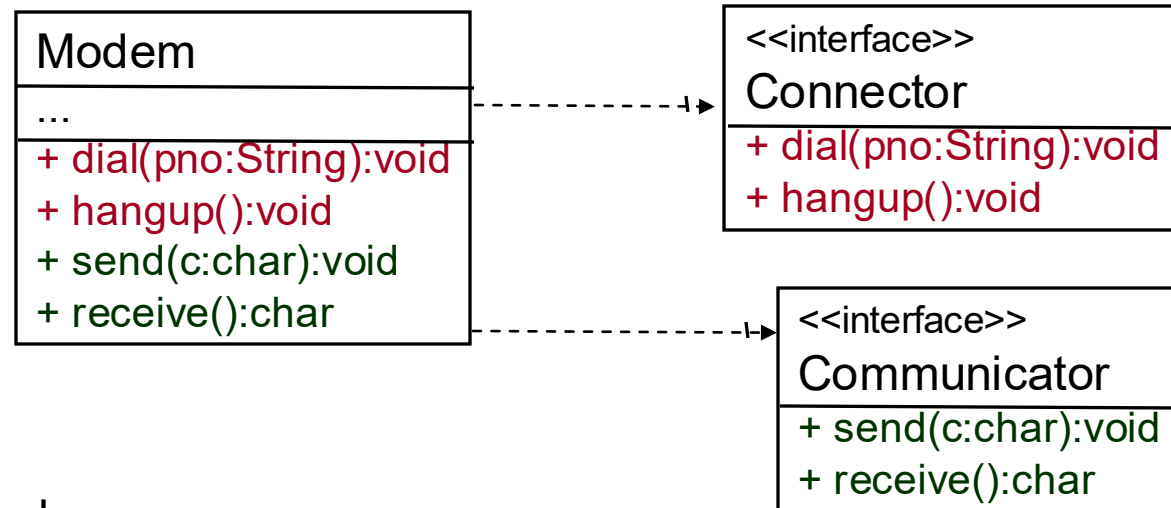 Modem
...
+ dial(pno:String):void
+ hangup():void
+ send(c:char):void
+ receive():char
<<interface>>
Connector
+ dial(pno:String):void
+ hangup():void
<<interface>>
Communicator
+ send(c:char):void
+ receive():char